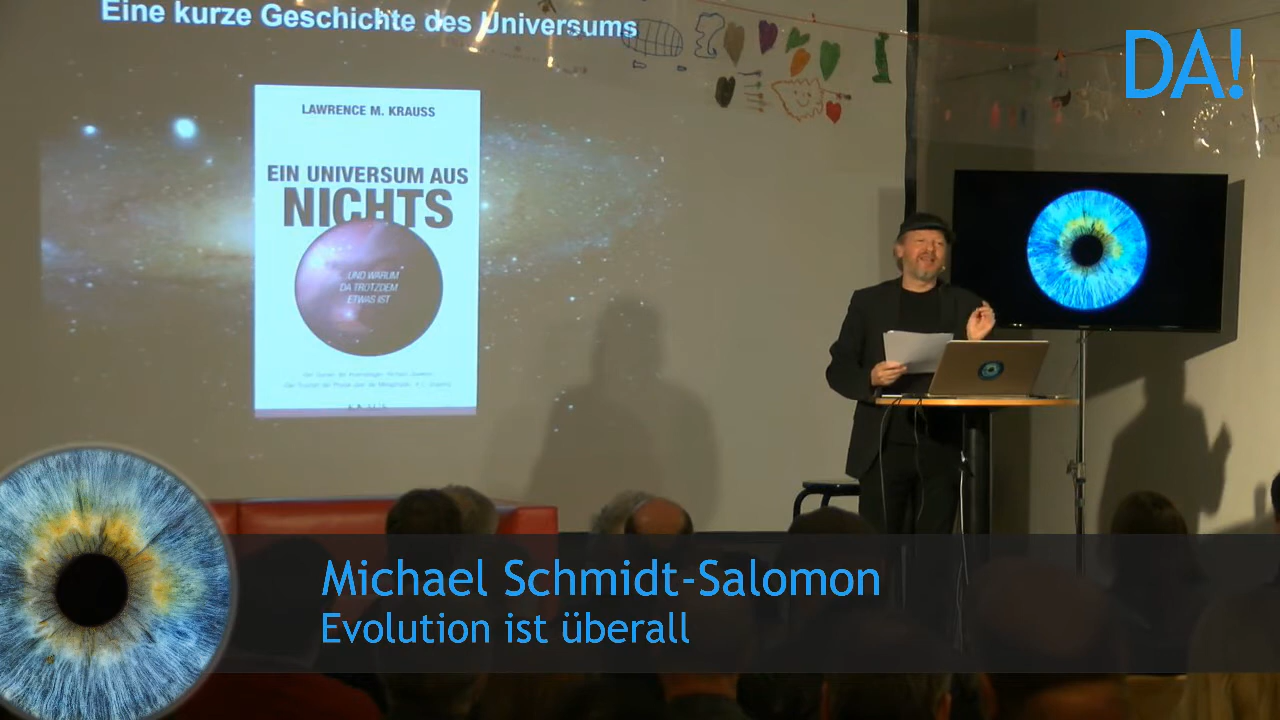 Eine kurze Geschichte des Universums
DA!
LAWRENCE M. KRAUSS
EIN UNIVERSUM AUS
NICHTS
...UND WARUM
DA TROTZDEM
ETWAS IST
Michael Schmidt-Salomon
Evolution ist überall